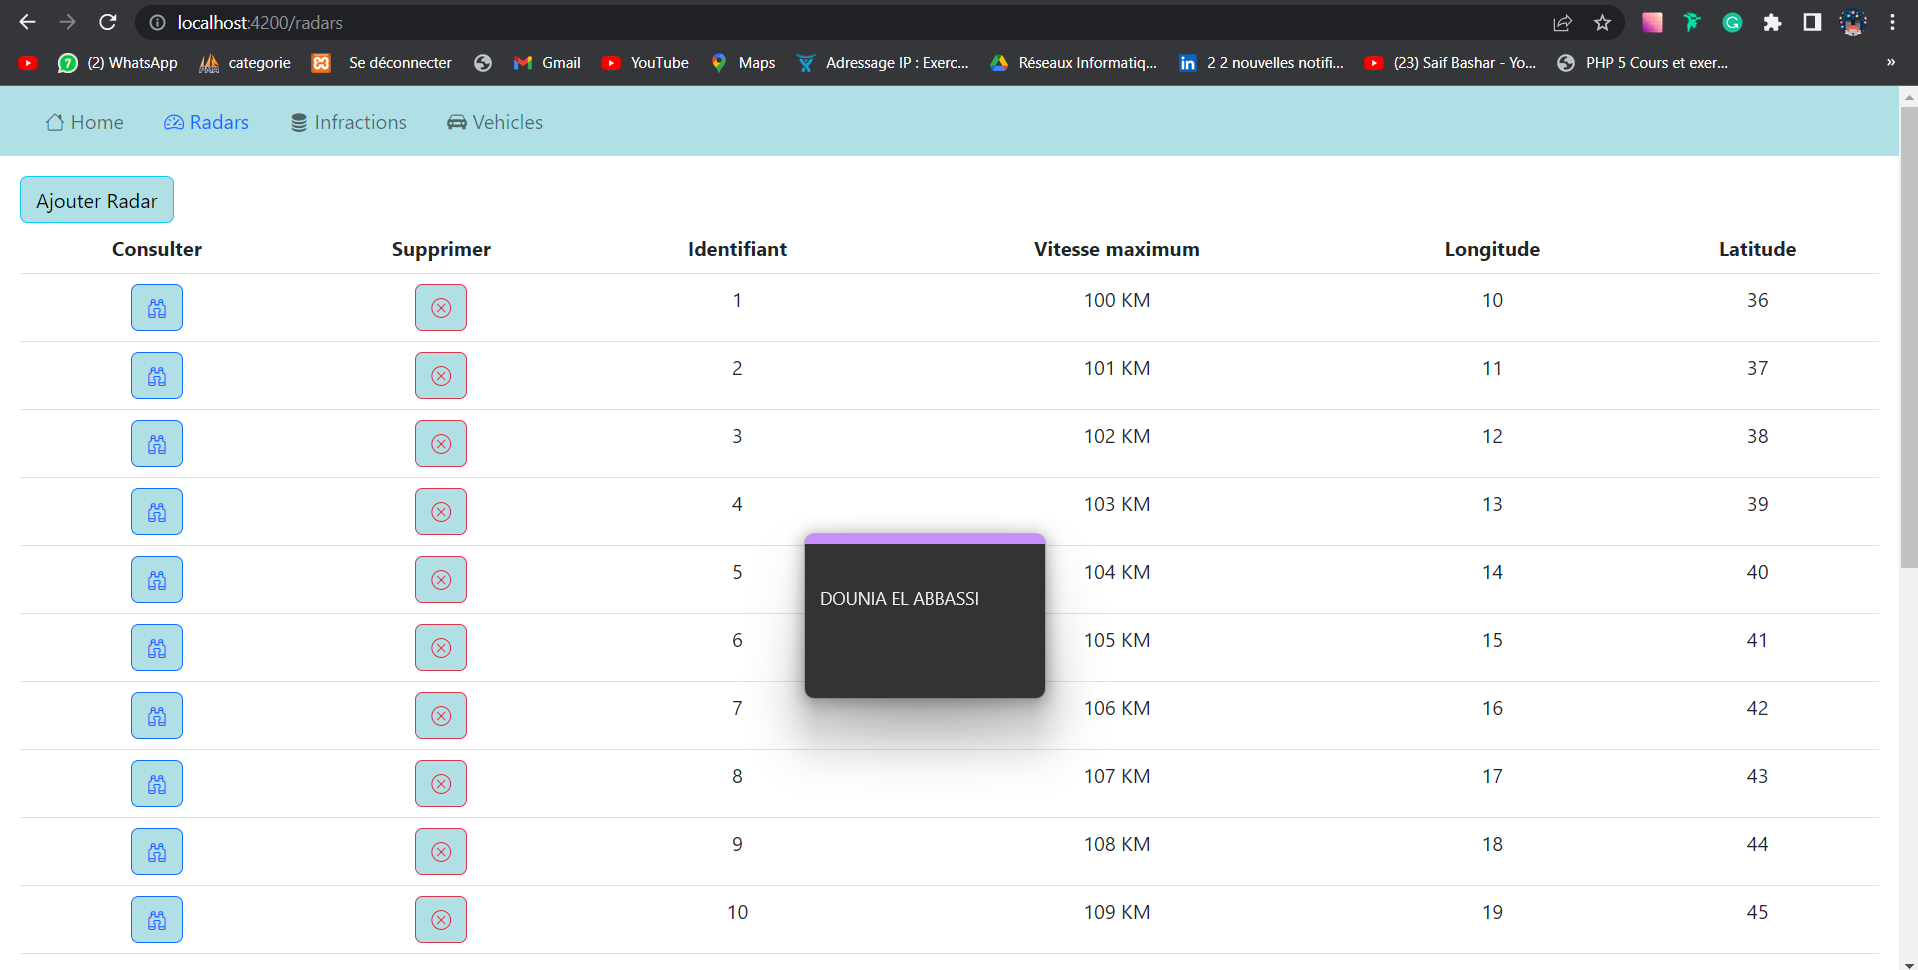 localhost:4200/radars
7 (2) WhatsApp categorie Se déconnecter Gmail YouTube Maps Adressage IP : Exerc... Réseaux Informatiq... in 2 2 nouvelles notifi... (23) Saif Bashar - Yo... PHP 5 Cours et exer... »
Home Radars Infractions Vehicles
Ajouter Radar
Consulter Supprimer Identifiant Vitesse maximum Longitude Latitude
1 100 KM 10 36
2 101 KM 11 37
3 102 KM 12 38
4 103 KM 13 39
5 104 KM 14 40
DOUNIA EL ABBASSI
6 105 KM 15 41
7 106 KM 16 42
8 107 KM 17 43
9 108 KM 18 44
10 109 KM 19 45